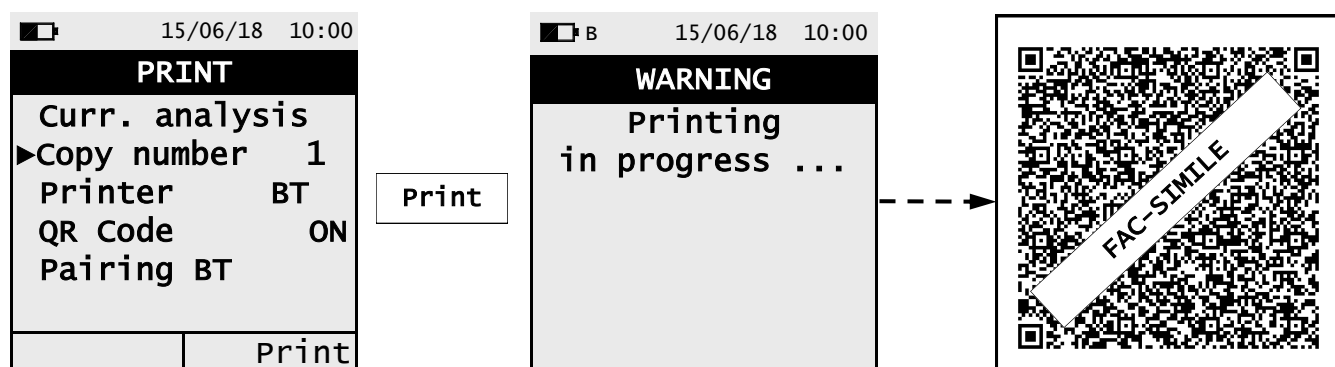 15/06/18 10:00
PRINT
Curr. analysis
▶Copy number 1
Printer BT
QR Code ON
Pairing BT
Print
Print
B 15/06/18 10:00
WARNING
Printing
in progress ...
FAC-SIMILE